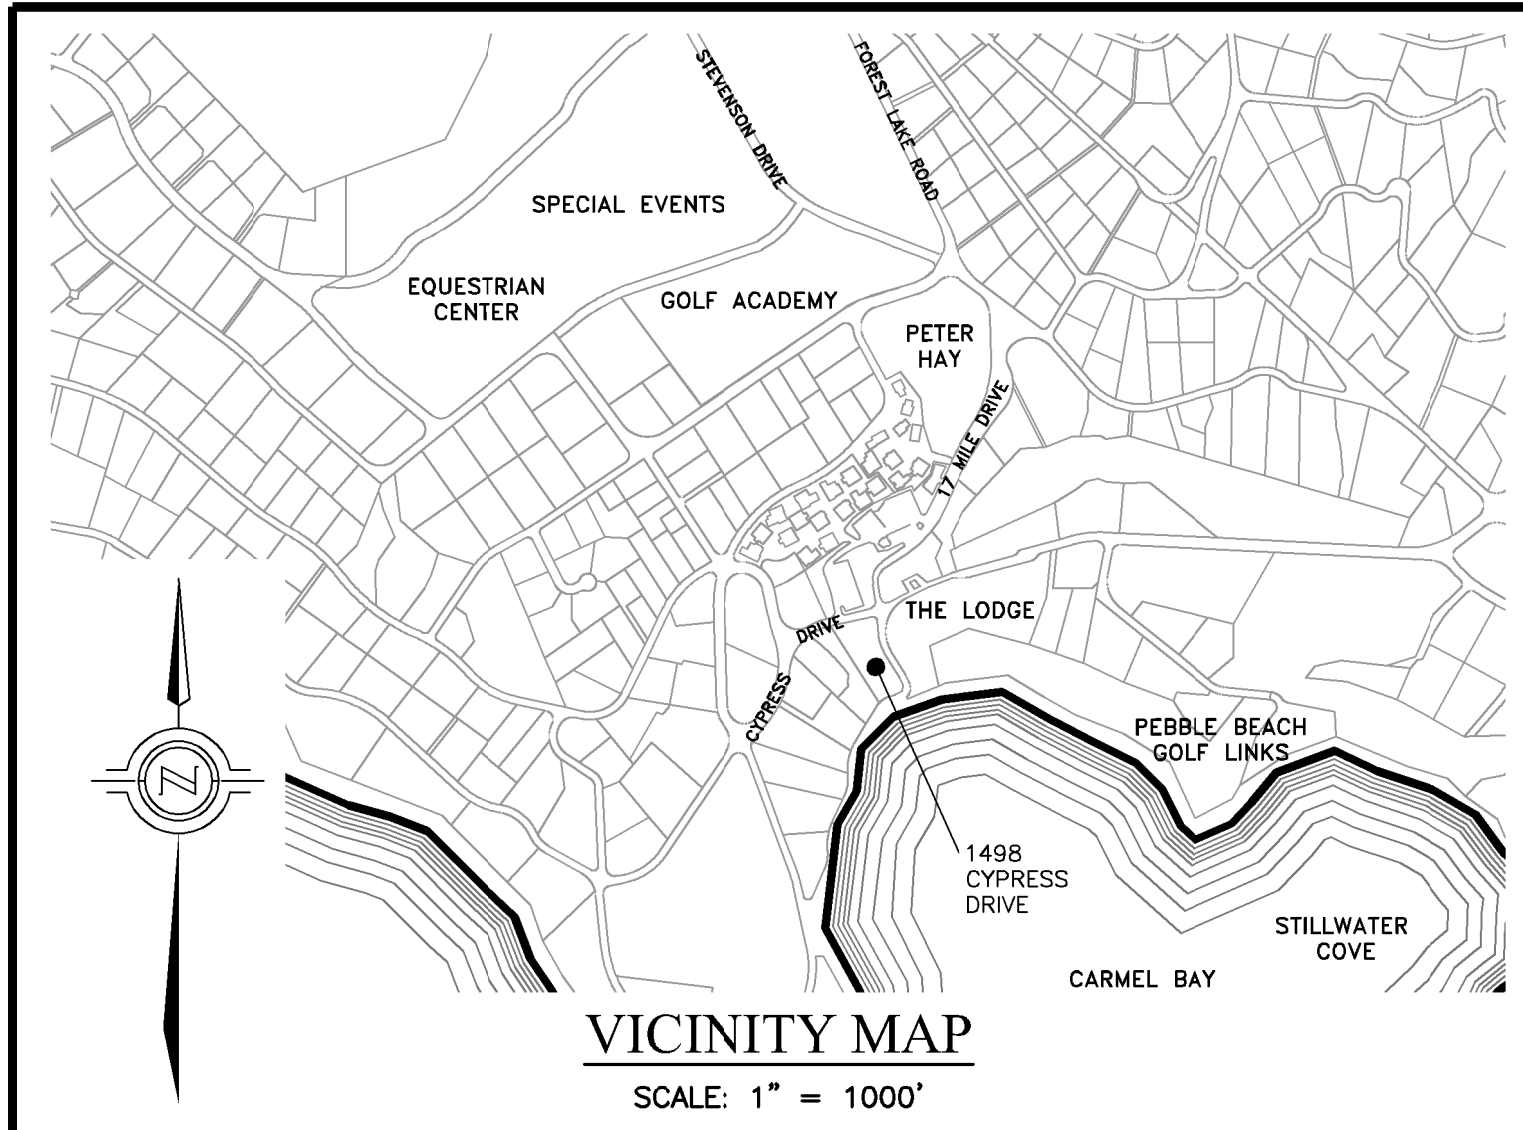 STEVENSON DRIVE
FOREST LAKE ROAD
SPECIAL EVENTS
EQUESTRIAN
CENTER
GOLF ACADEMY
PETER
HAY
17 MILE DRIVE
THE LODGE
CYPRESS
DRIVE
PEBBLE BEACH
GOLF LINKS
1498
CYPRESS
DRIVE
STILLWATER
COVE
CARMEL BAY
N
VICINITY MAP
SCALE: 1" = 1000'